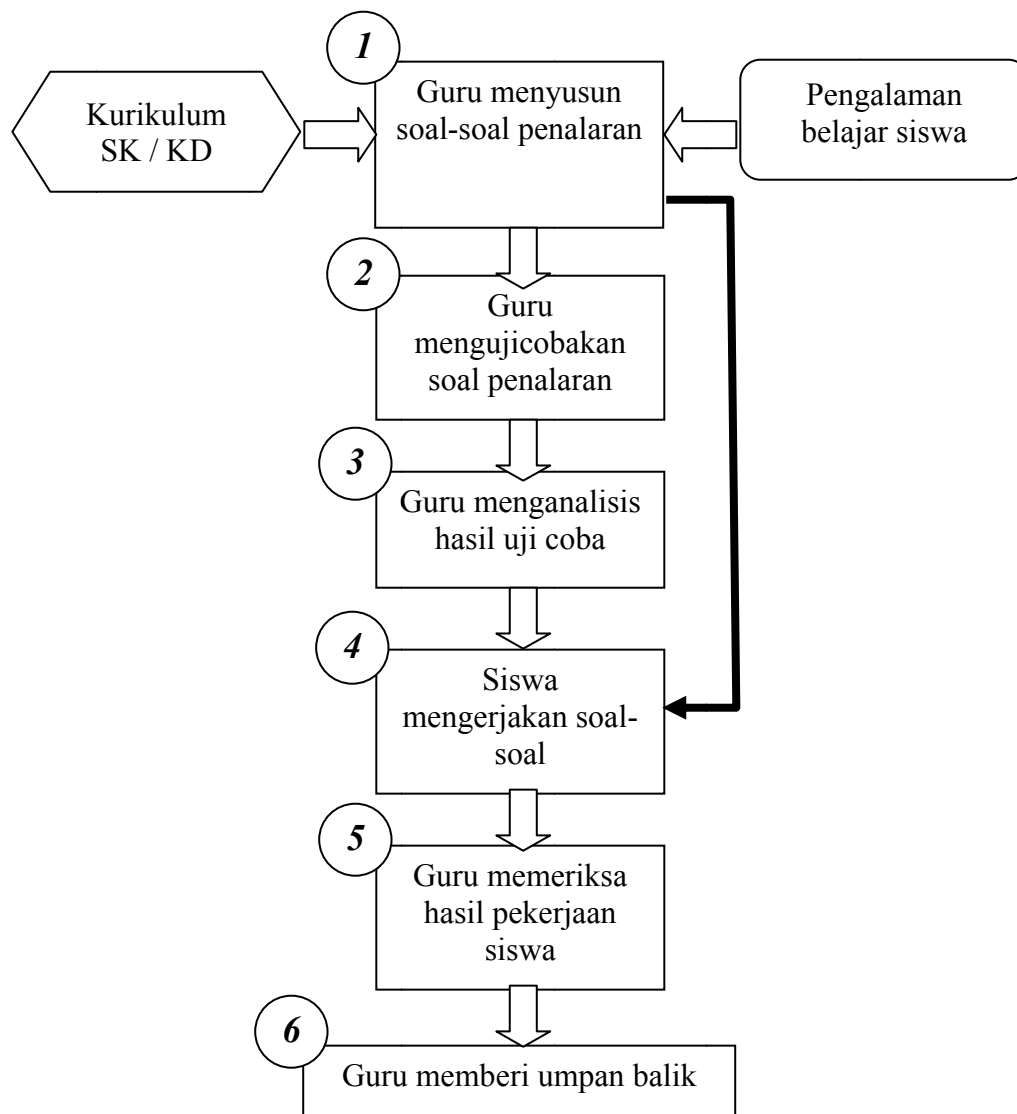 1
Kurikulum
SK / KD
Guru menyusun
soal-soal penalaran
Pengalaman
belajar siswa
2
Guru
mengujicobakan
soal penalaran
3
Guru menganalisis
hasil uji coba
4
Siswa
mengerjakan soal-
soal
5
Guru memeriksa
hasil pekerjaan
siswa
6
Guru memberi umpan balik